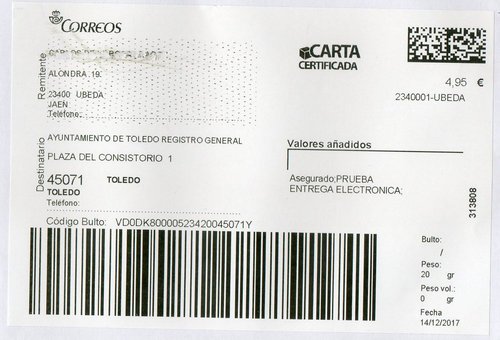 CORREOS
Remitente
ALONDRA 19.
23400 UBEDA
JAEN
Teléfono:
CARTA
CERTIFICADA
4,95 €
2340001-UBEDA
Destinatario
AYUNTAMIENTO DE TOLEDO REGISTRO GENERAL
PLAZA DEL CONSISTORIO 1
45071 TOLEDO
TOLEDO
Teléfono:
Valores añadidos
Asegurado;PRUEBA
ENTREGA ELECTRONICA;
313808
Código Bulto: VD0DK80000523420045071Y
Bulto:
/
Peso:
20 gr
Peso vol.:
0 gr
Fecha
14/12/2017